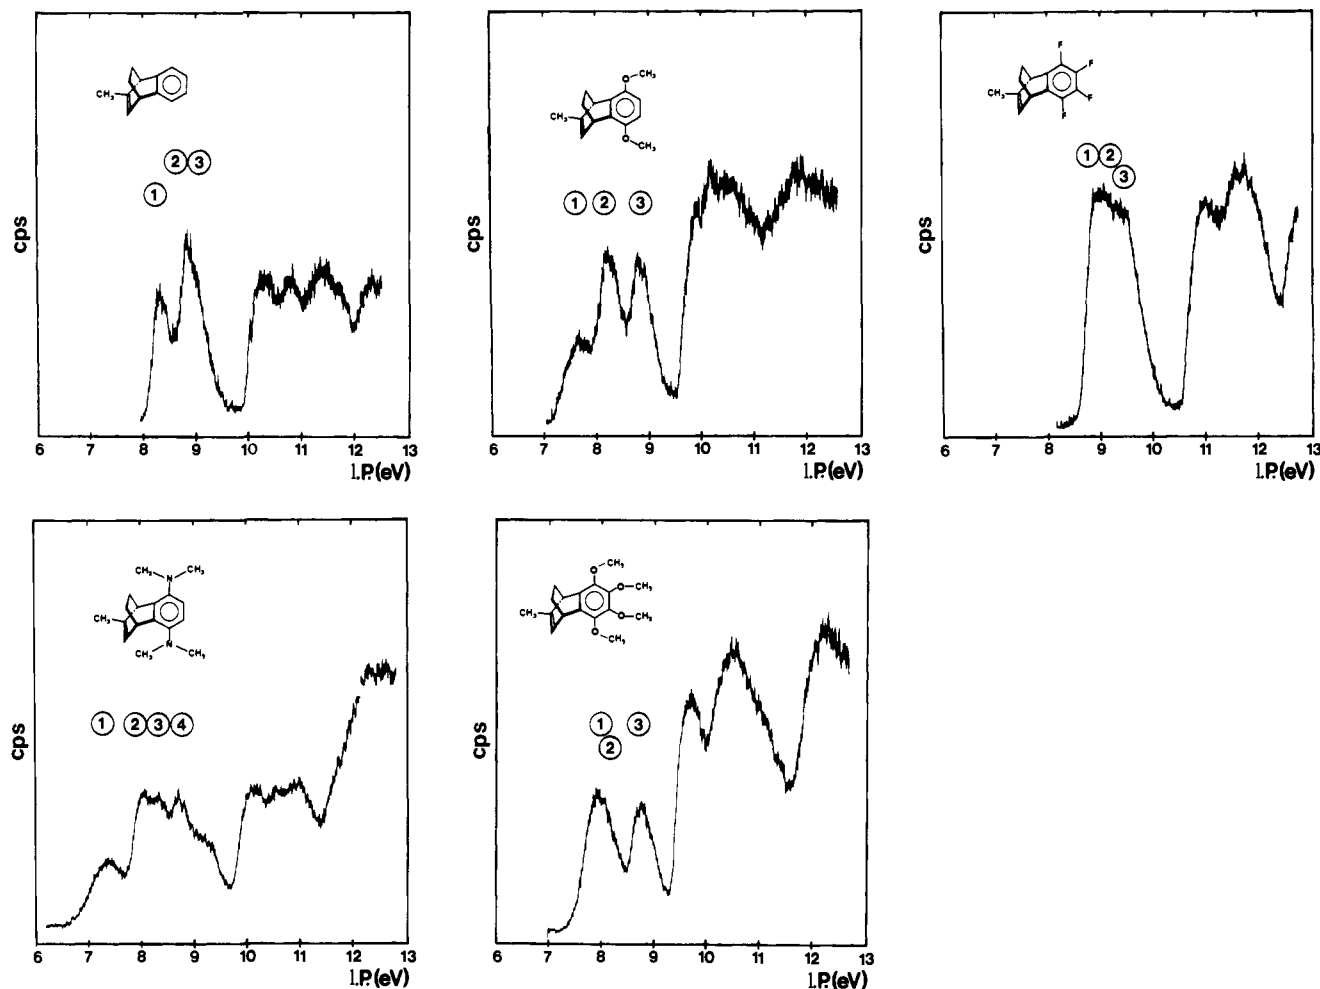 CH₃
② ③
①
cps
6 7 8 9 10 11 12 13
I.P.(eV)
O—CH₃
CH₃
O CH₃
① ② ③
cps
6 7 8 9 10 11 12 13
I.P.(eV)
F
F
CH₃ F
F
① ②
③
6 7 8 9 10 11 12 13
I.P.(eV)
CH₃ N CH₃
CH₃
CH₃ N CH₃
① ② ③ ④
cps
6 7 8 9 10 11 12 13
I.P.(eV)
O CH₃
O—CH₃
CH₃ O CH₃
O CH₃
① ③
②
cps
6 7 8 9 10 11 12 13
I.P.(eV)